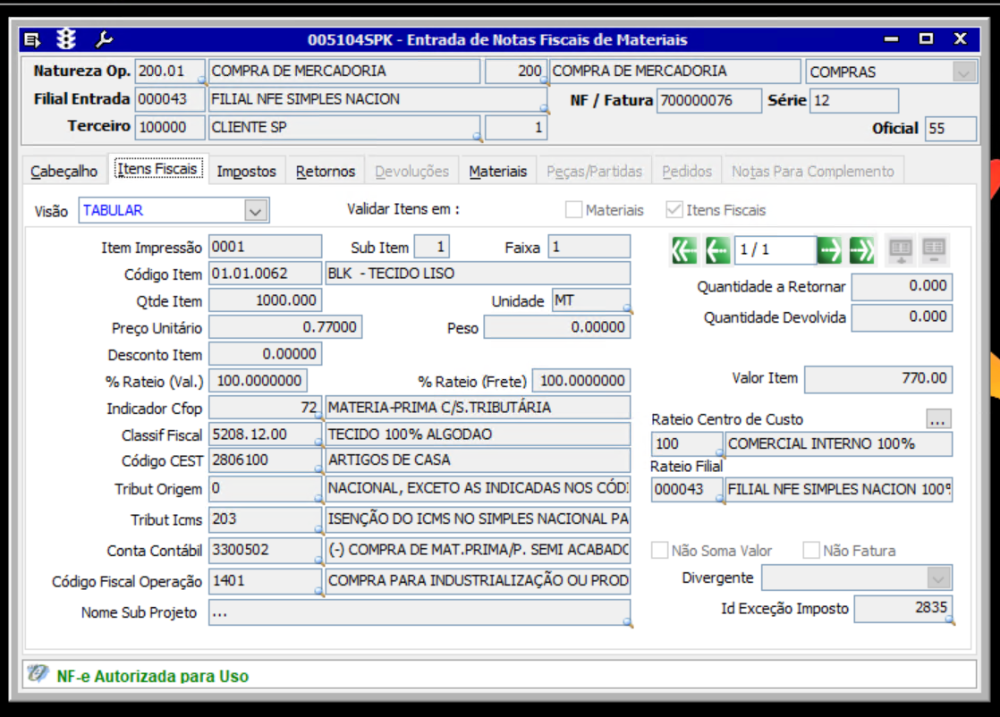 005104SPK - Entrada de Notas Fiscais de Materiais
Natureza Op. 200.01 COMPRA DE MERCADORIA 200 COMPRA DE MERCADORIA COMPRAS
Filial Entrada 000043 FILIAL NFE SIMPLES NACION NF / Fatura 700000076 Série 12
Terceiro 100000 CLIENTE SP 1 Oficial 55
Cabeçalho Itens Fiscais Impostos Retornos Devoluções Materiais Peças/Partidas Pedidos Notas Para Complemento
Visão TABULAR Validar Itens em : Materiais Itens Fiscais
Item Impressão 0001 Sub Item 1 Faixa 1 1 / 1
Código Item 01.01.0062 BLK - TECIDO LISO
Quantidade a Retornar 0.000
Qtde Item 1000.000 Unidade MT
Quantidade Devolvida 0.000
Preço Unitário 0.77000 Peso 0.00000
Desconto Item 0.00000
% Rateio (Val.) 100.0000000 % Rateio (Frete) 100.0000000 Valor Item 770.00
Indicador Cfop 72 MATERIA-PRIMA C/S.TRIBUTÁRIA
Rateio Centro de Custo ...
Classif Fiscal 5208.12.00 TECIDO 100% ALGODAO
100 COMERCIAL INTERNO 100%
Código CEST 2806100 ARTIGOS DE CASA
Rateio Filial
Tribut Origem 0 NACIONAL, EXCETO AS INDICADAS NOS CÓD
000043 FILIAL NFE SIMPLES NACION 100%
Tribut Icms 203 ISENÇÃO DO ICMS NO SIMPLES NACIONAL PA
Conta Contábil 3300502 (-) COMPRA DE MAT.PRIMA/P. SEMI ACABADO
Não Soma Valor Não Fatura
Código Fiscal Operação 1401 COMPRA PARA INDUSTRIALIZAÇÃO OU PROD
Divergente
Nome Sub Projeto ...
Id Exceção Imposto 2835
NF-e Autorizada para Uso